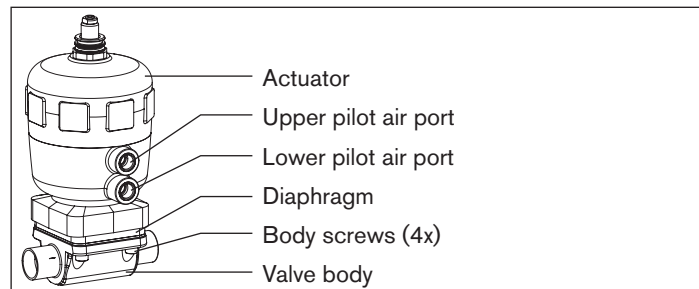 Actuator
Upper pilot air port
Lower pilot air port
Diaphragm
Body screws (4x)
Valve body